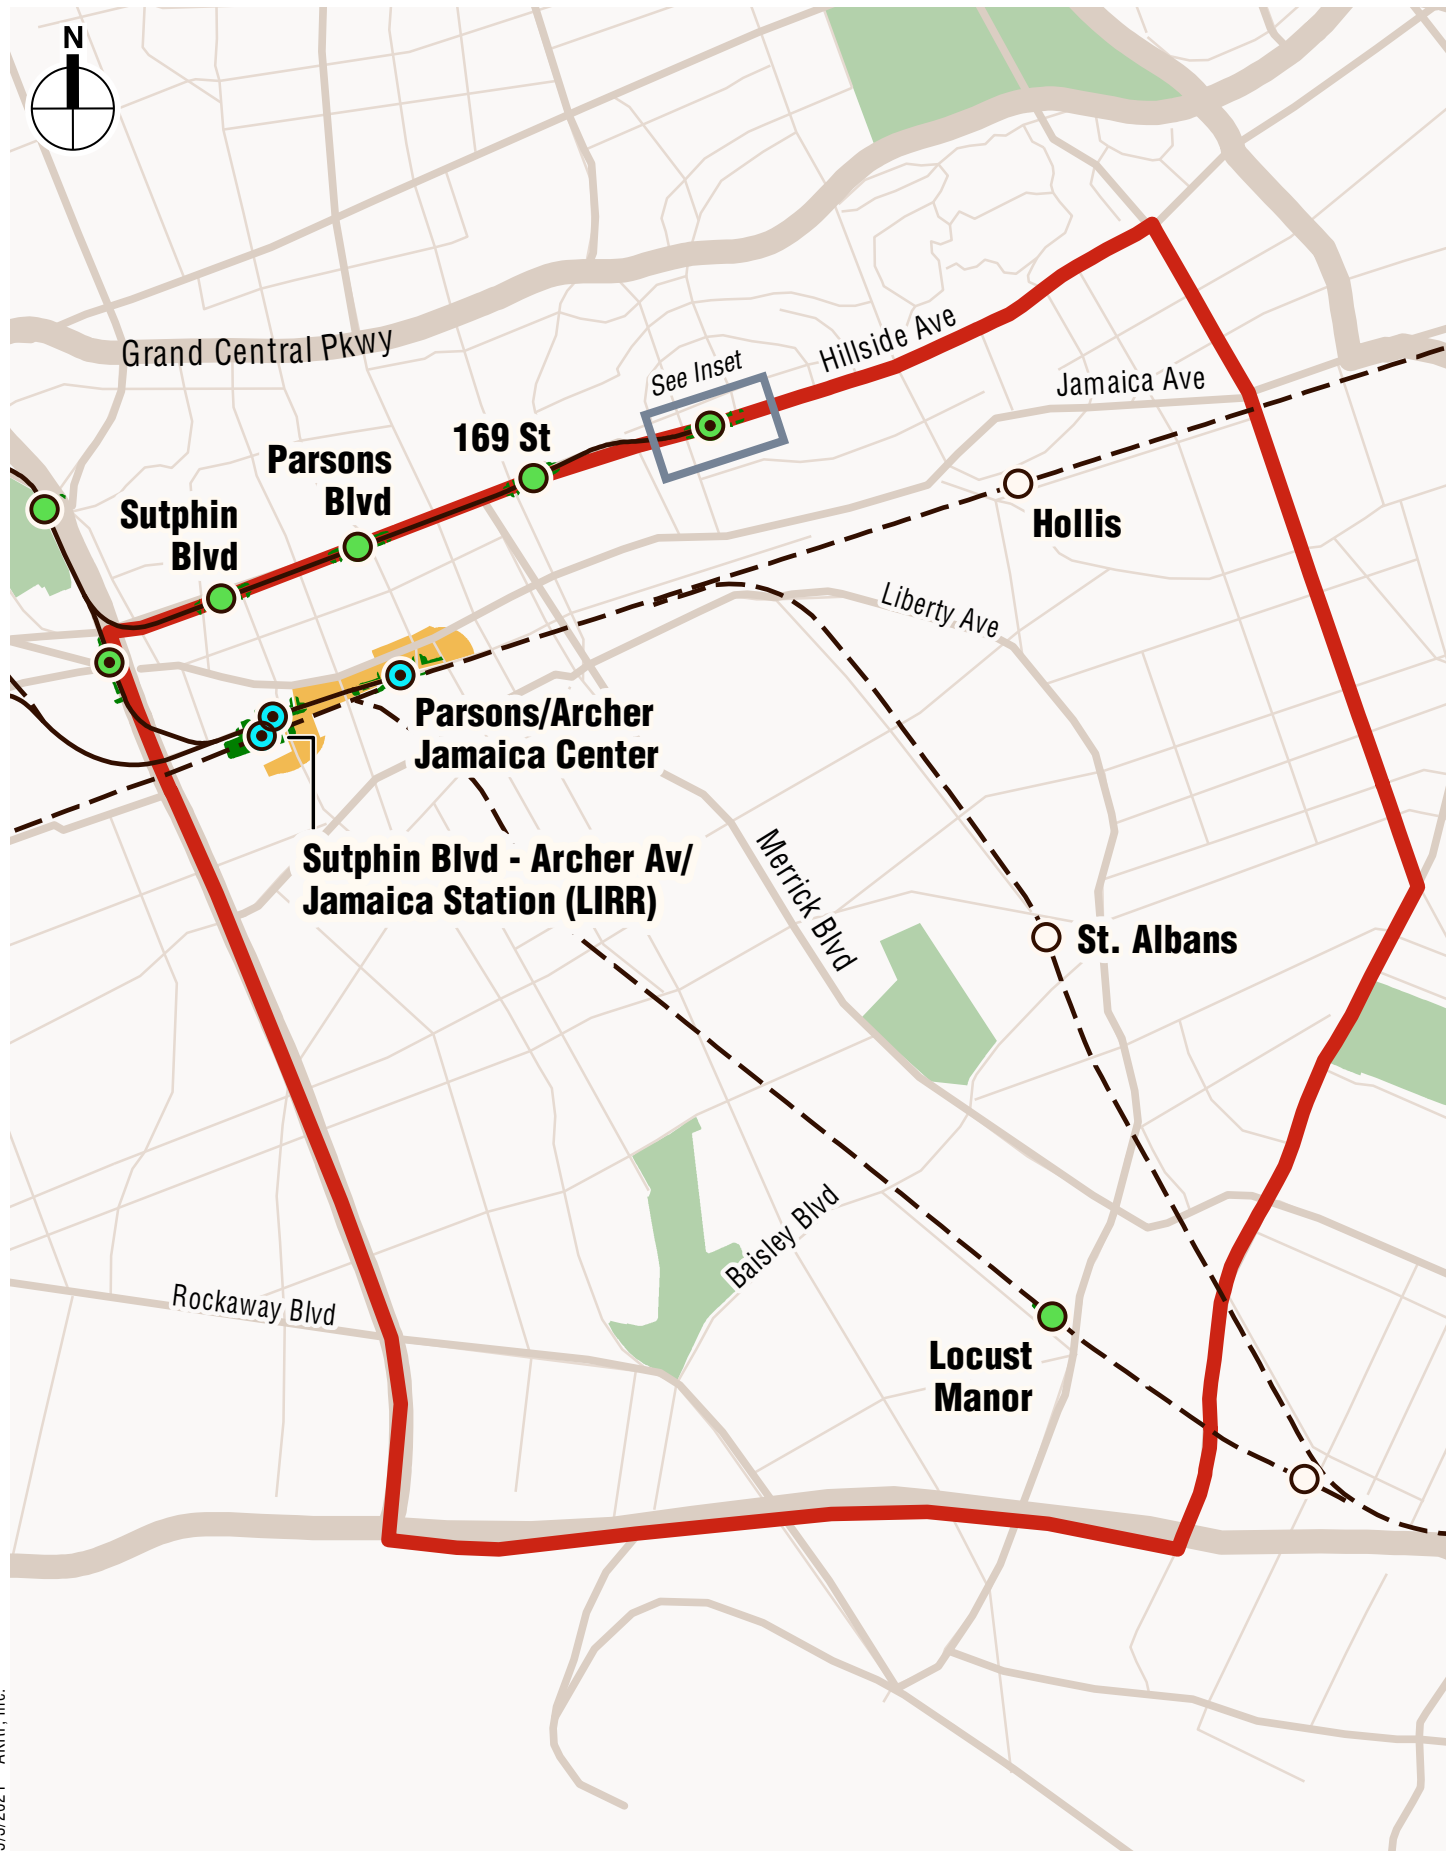 N
Grand Central Pkwy
See Inset
Hillside Ave
Jamaica Ave
169 St
Parsons
Blvd
Sutphin
Blvd
Hollis
Liberty Ave
Parsons/Archer
Jamaica Center
Sutphin Blvd - Archer Av/
Jamaica Station (LIRR)
Merrick Blvd
St. Albans
Baisley Blvd
Rockaway Blvd
Locust
Manor